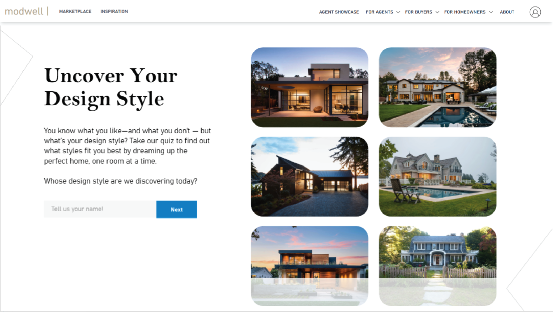 modwell
MARKETPLACE INSPIRATION AGENT SHOWCASE FOR AGENTS FOR BUYERS FOR HOMEOWNERS ABOUT
Uncover Your
Design Style
You know what you like—and what you don't — but
what's your design style? Take our quiz to find out
what styles fit you best by dreaming up the
perfect home, one room at a time.
Whose design style are we discovering today?
Tell us your name! Next